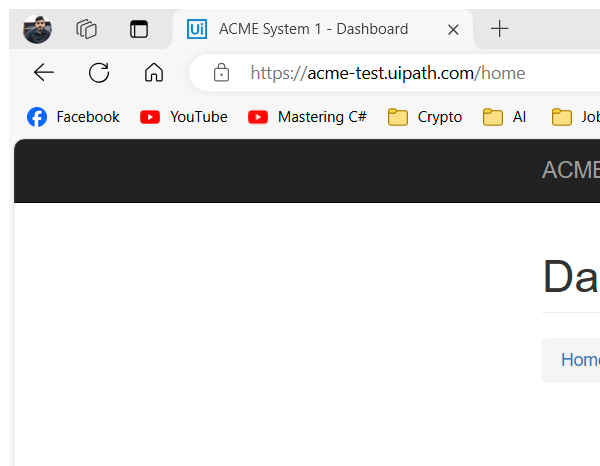 Ui ACME System 1 - Dashboard
https://acme-test.uipath.com/home
Facebook YouTube Mastering C# Crypto AI Job
ACME
Da
Home